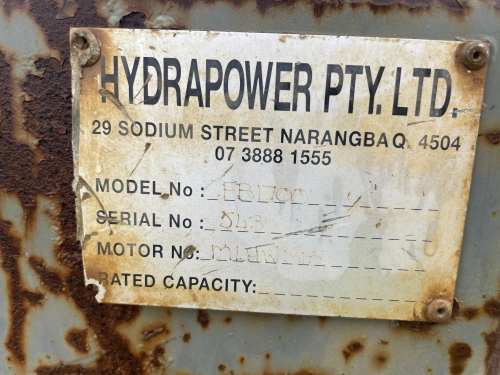 HYDRAPOWER PTY. LTD.
29 SODIUM STREET NARANGBA Q. 4504
07 3888 1555
MODEL No :
SERIAL No :
MOTOR No:
RATED CAPACITY: